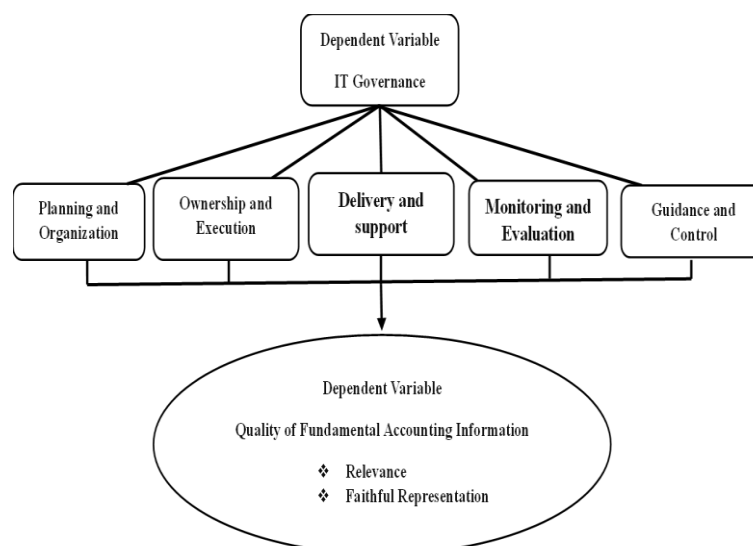 Dependent Variable
IT Governance
Planning and
Organization
Ownership and
Execution
Delivery and
support
Monitoring and
Evaluation
Guidance and
Control
Dependent Variable
Quality of Fundamental Accounting Information
❖ Relevance
❖ Faithful Representation